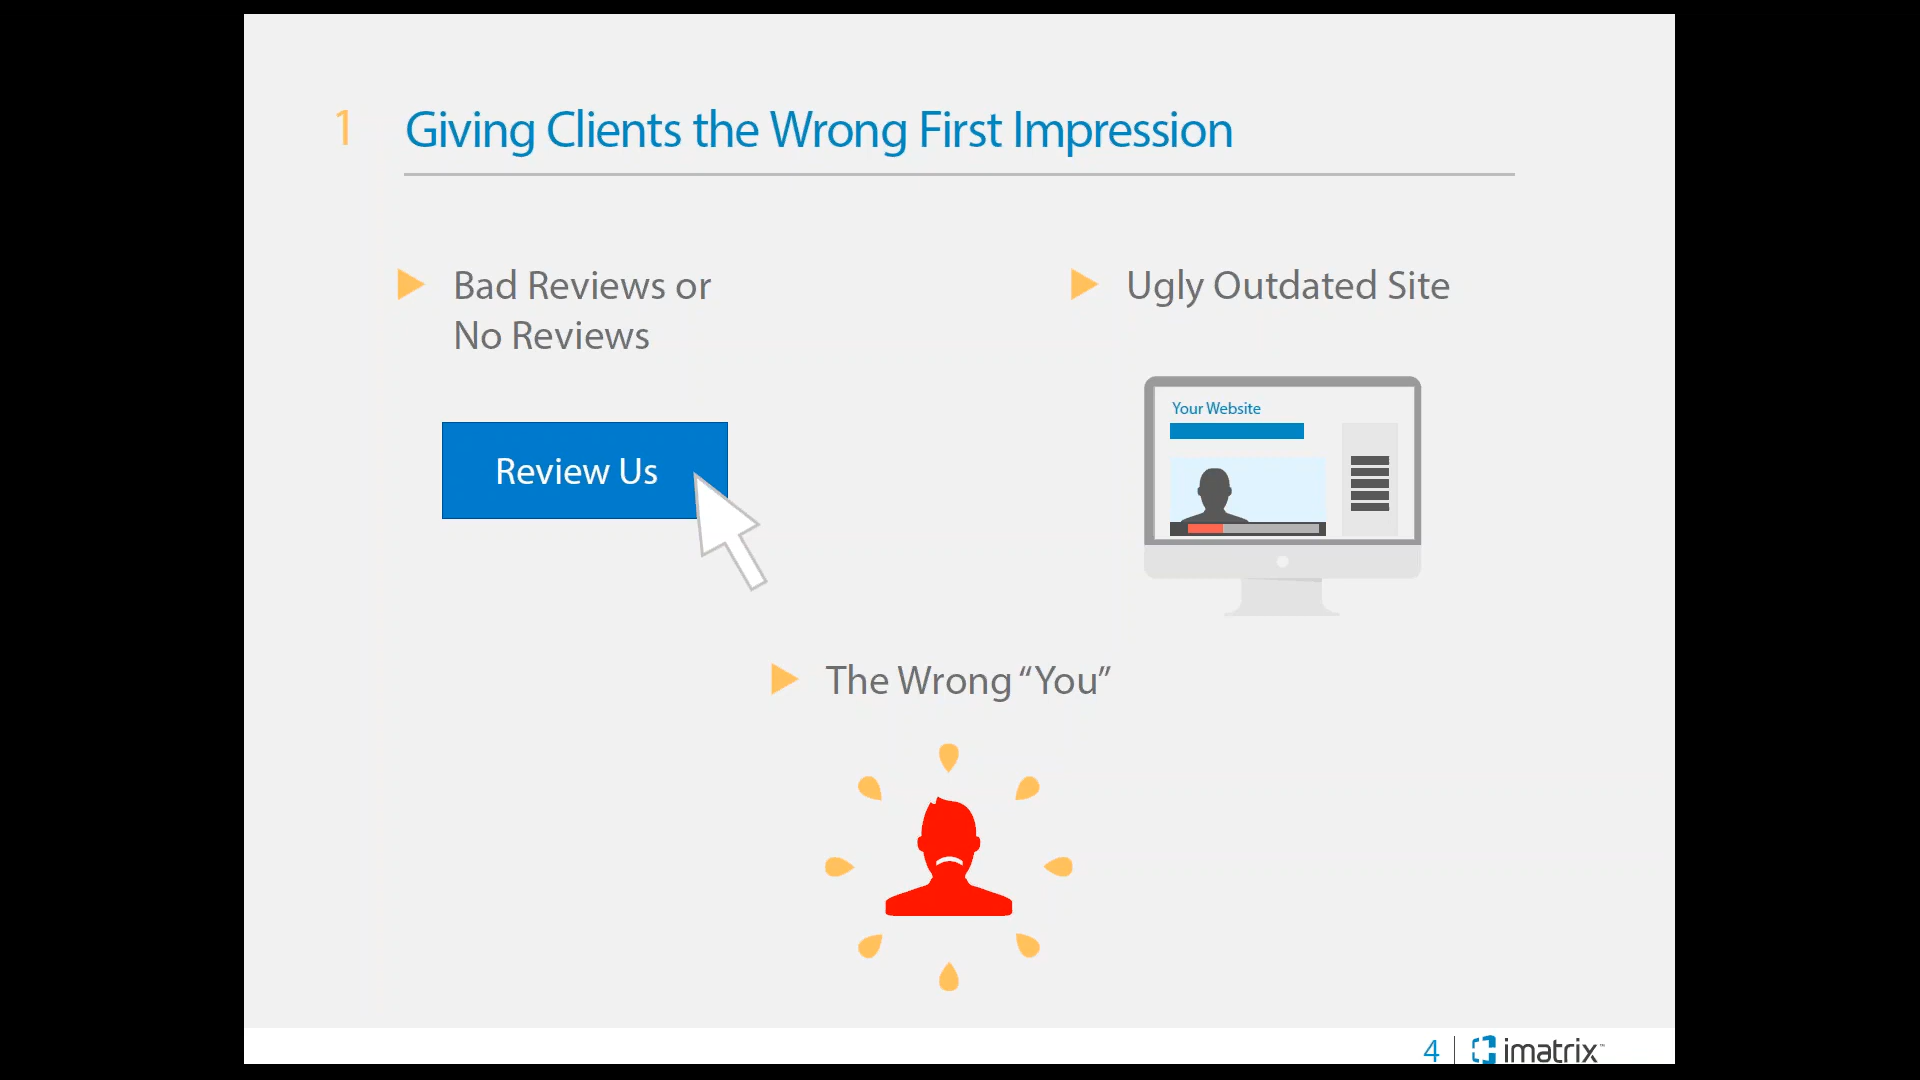 1 Giving Clients the Wrong First Impression
Bad Reviews or
No Reviews
Review Us
Ugly Outdated Site
Your Website
The Wrong “You”
4 imatrix™